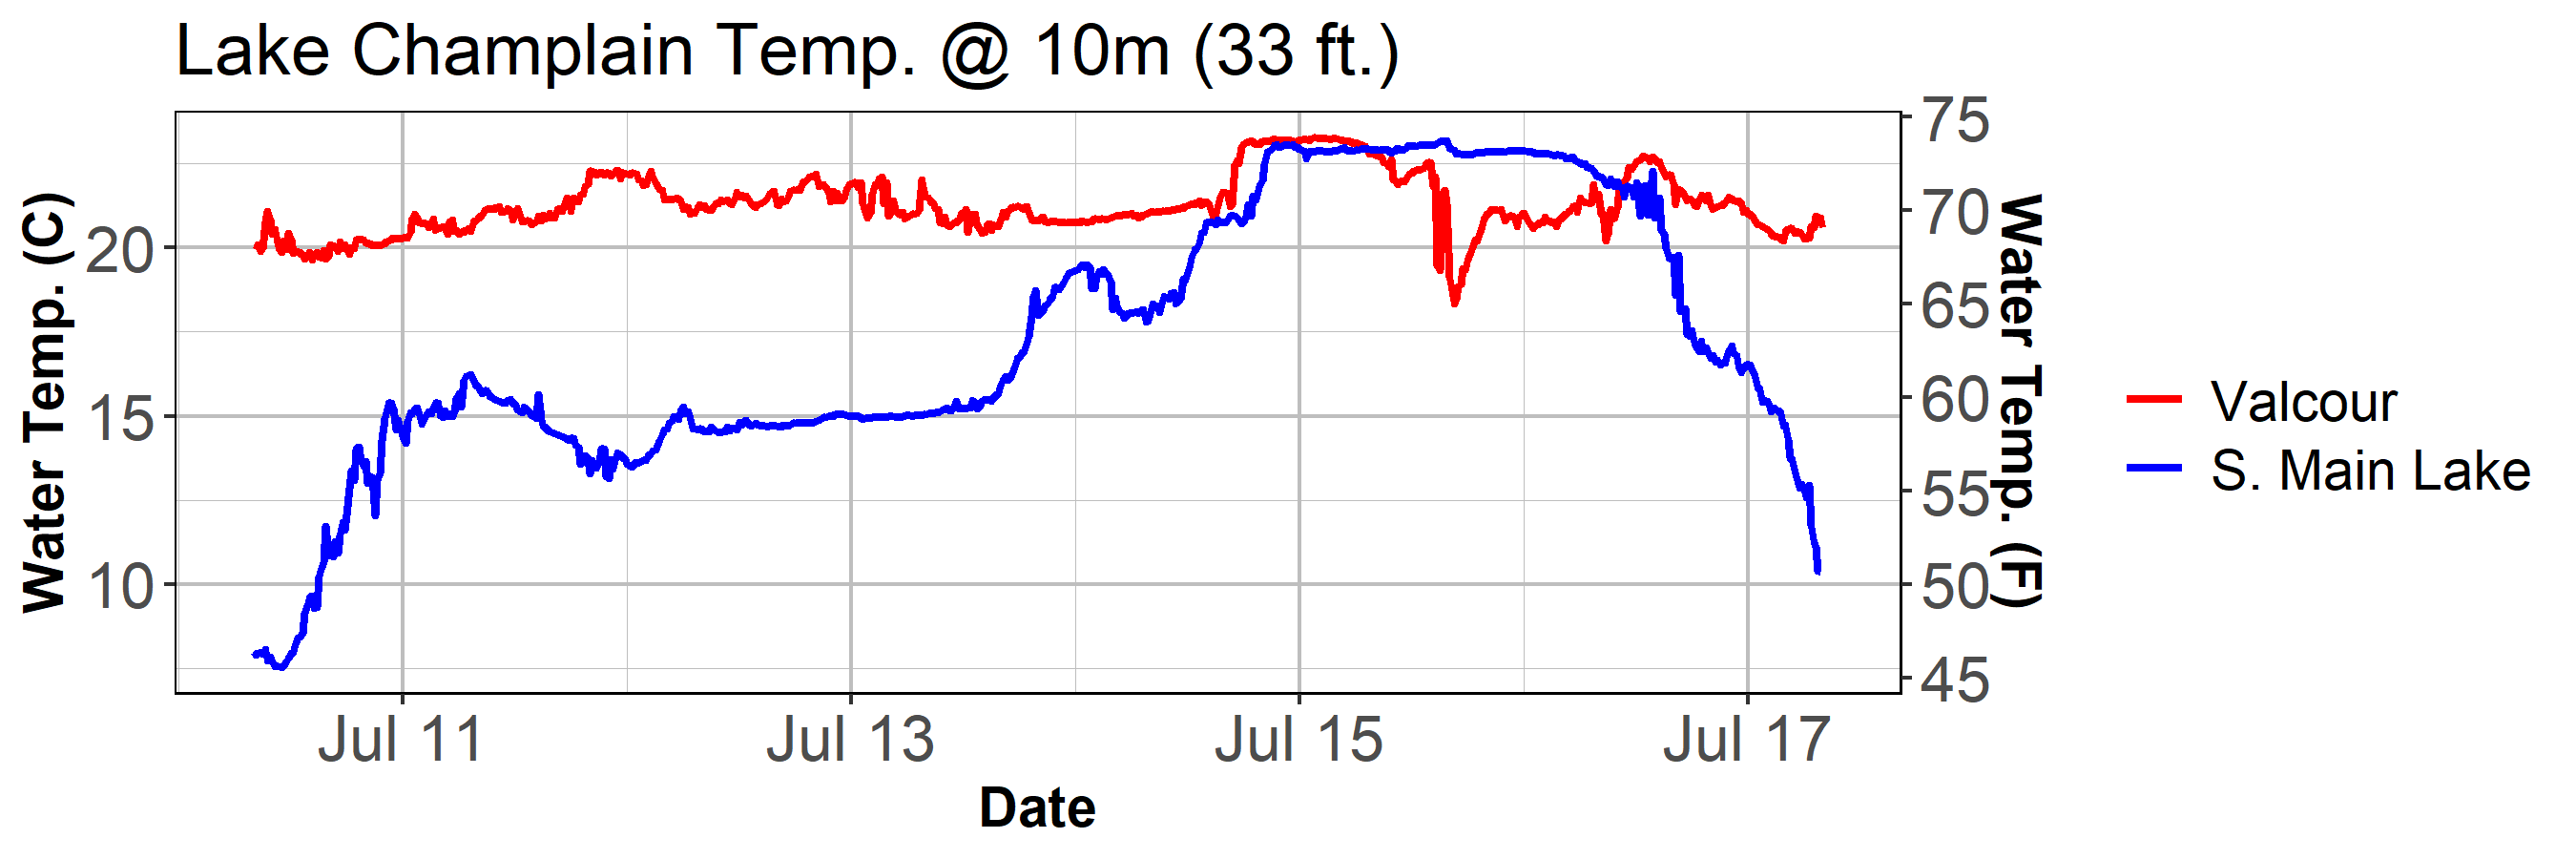 Lake Champlain Temp. @ 10m (33 ft.)
Water Temp. (C)
20
15
10
75
70
65
60
55
50
45
Water Temp. (F)
Jul 11
Jul 13
Jul 15
Jul 17
Date
Valcour
S. Main Lake